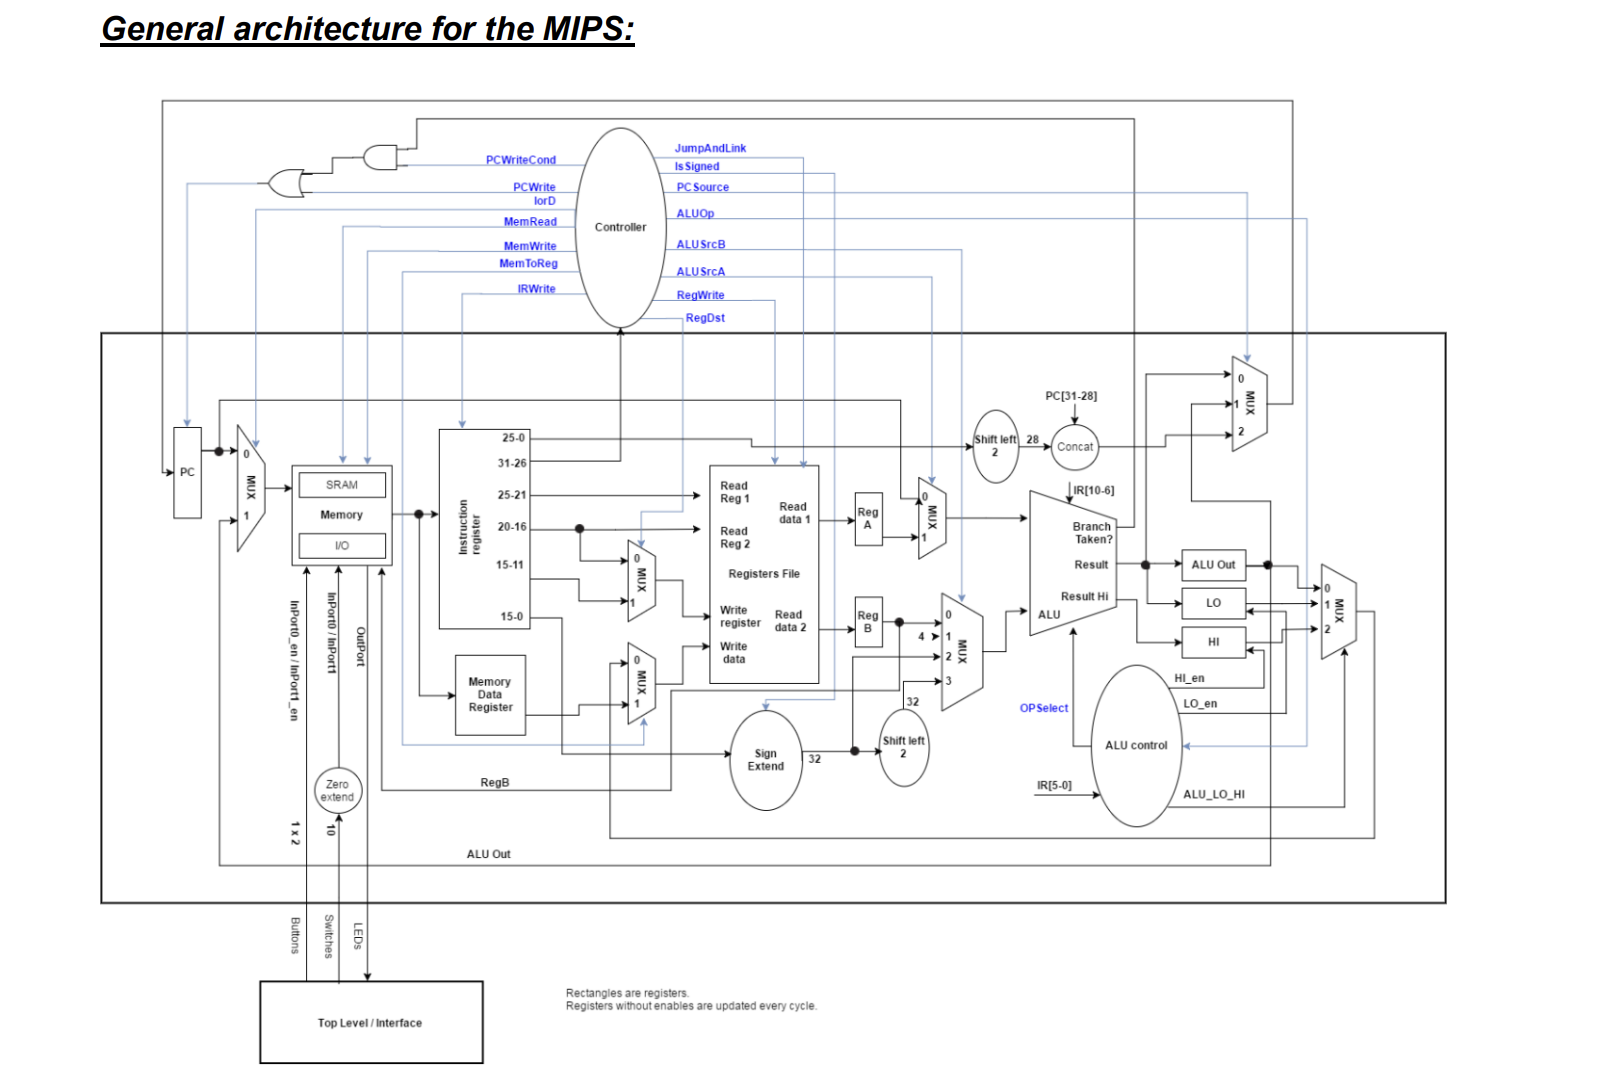 General architecture for the MIPS:
PCWriteCond
PCWrite
IorD
MemRead
MemWrite
MemToReg
IRWrite
Controller
JumpAndLink
IsSigned
PCSource
ALUOp
ALUSrcB
ALUSrcA
RegWrite
RegDst
PC
0
MUX
1
SRAM
Memory
I/O
Instruction
register
25-0
31-26
25-21
20-16
15-11
15-0
Memory
Data
Register
0
MUX
1
0
MUX
1
Read
Reg 1
Read
Reg 2
Registers File
Write
register
Write
data
Read
data 1
Read
data 2
Reg
A
Reg
B
0
MUX
1
0
4
1
2
3
MUX
Shift left
2
28
PC[31-28]
Concat
IR[10-6]
Branch
Taken?
Result
Result Hi
ALU
0
1
2
MUX
ALU Out
LO
HI
0
1
2
MUX
HI_en
LO_en
OPSelect
ALU control
IR[5-0]
ALU_LO_HI
Sign
Extend
32
Shift left
2
32
RegB
ALU Out
InPort0_en / InPort1_en
InPort0 / InPort1
OutPort
Zero
extend
1 x 2
10
Buttons
Switches
LEDs
Top Level / Interface
Rectangles are registers.
Registers without enables are updated every cycle.